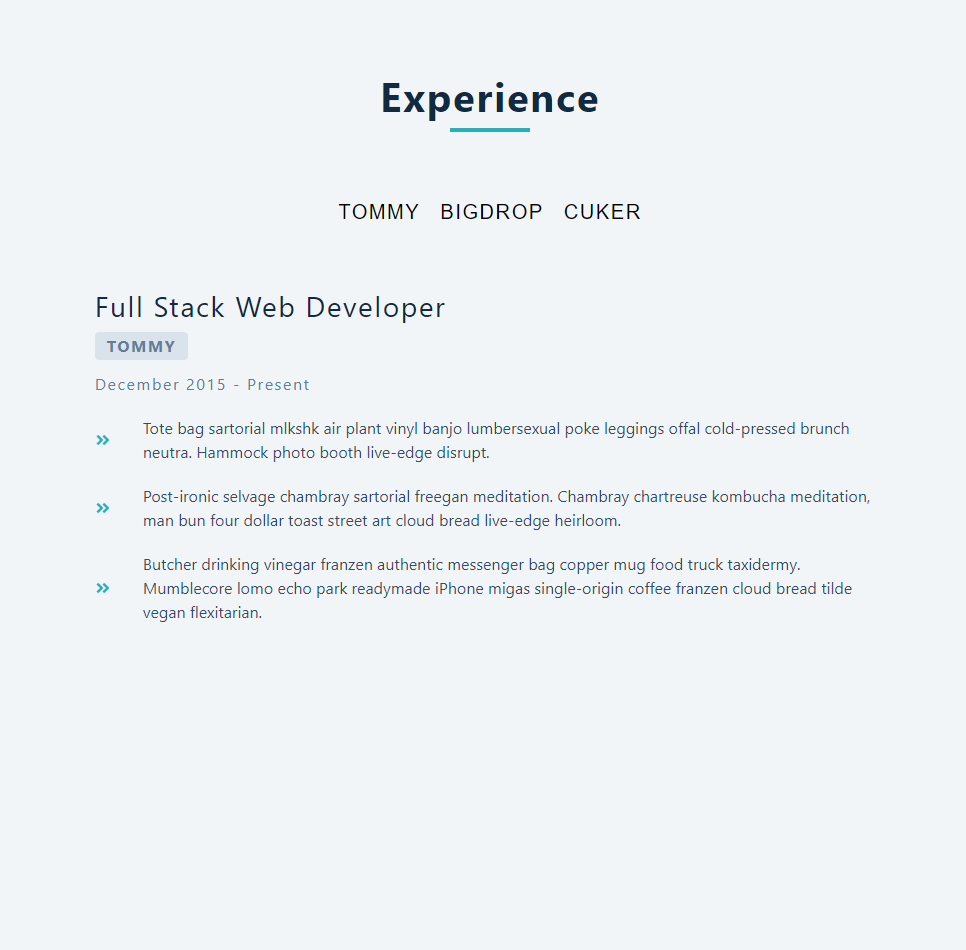 Experience
TOMMY BIGDROP CUKER
Full Stack Web Developer
TOMMY
December 2015 - Present
Tote bag sartorial mlkshk air plant vinyl banjo lumbersexual poke leggings offal cold-pressed brunch
neutra. Hammock photo booth live-edge disrupt.
Post-ironic selvage chambray sartorial freegan meditation. Chambray chartreuse kombucha meditation,
man bun four dollar toast street art cloud bread live-edge heirloom.
Butcher drinking vinegar franzen authentic messenger bag copper mug food truck taxidermy.
Mumblecore lomo echo park readymade iPhone migas single-origin coffee franzen cloud bread tilde
vegan flexitarian.